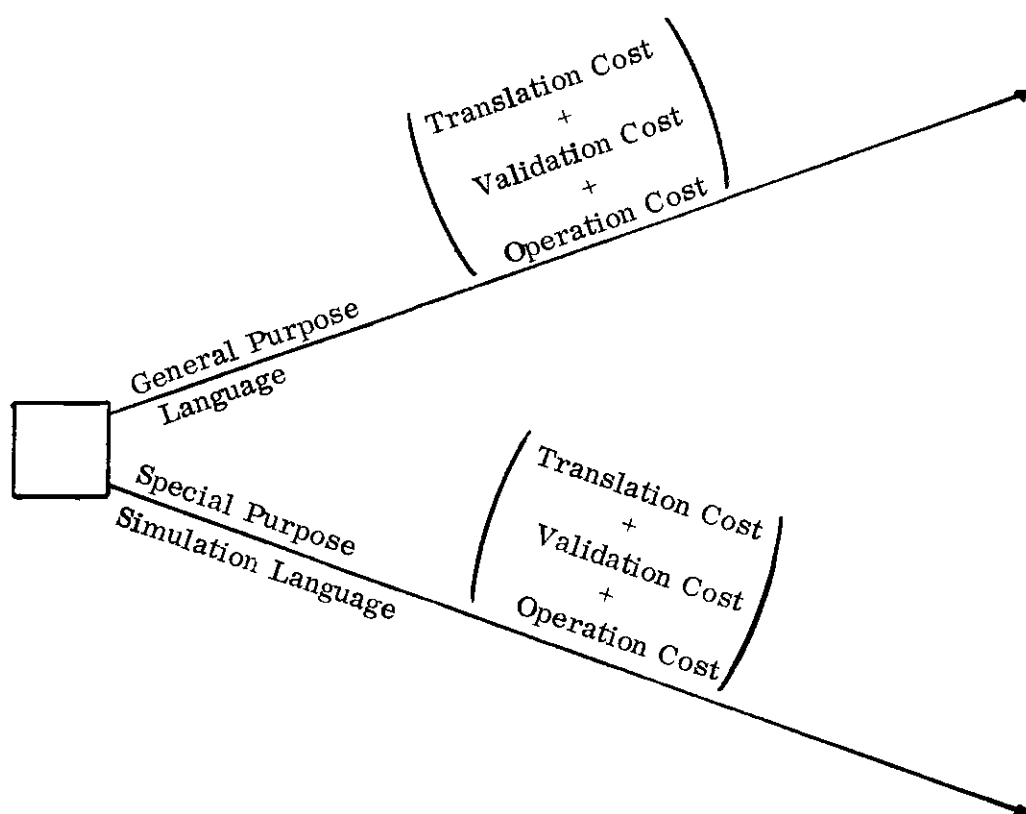 Translation Cost
+
Validation Cost
+
Operation Cost
General Purpose
Language
Special Purpose
Simulation Language
Translation Cost
+
Validation Cost
+
Operation Cost